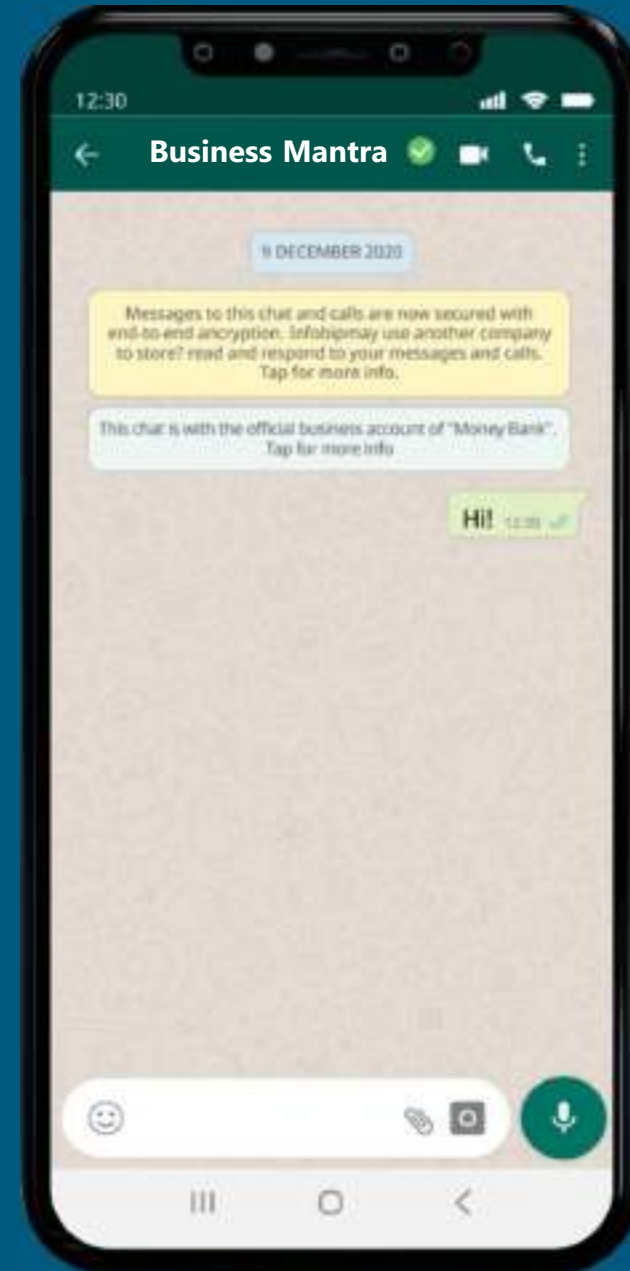 12:30
Business Mantra
9 DECEMBER 2020
Messages to this chat and calls are now secured with
end-to-end ancryption. Infobipmay use another company
to store? read and respond to your messages and calls.
Tap for more info.
This chat is with the official business account of "Money Bank".
Tap for more info
Hi! 12:30